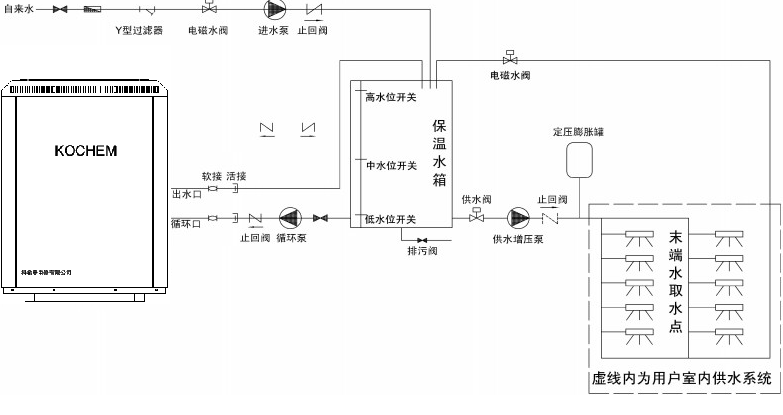 自来水
Y型过滤器 电磁水阀 进水泵 止回阀
电磁水阀
高水位开关
保温水箱
定压膨胀罐
KOCHEM
中水位开关
软接 活接
出水口
供水阀 止回阀
循环口
低水位开关
止回阀 循环泵
供水增压泵
排污阀
末端水取水点
虚线内为用户室内供水系统